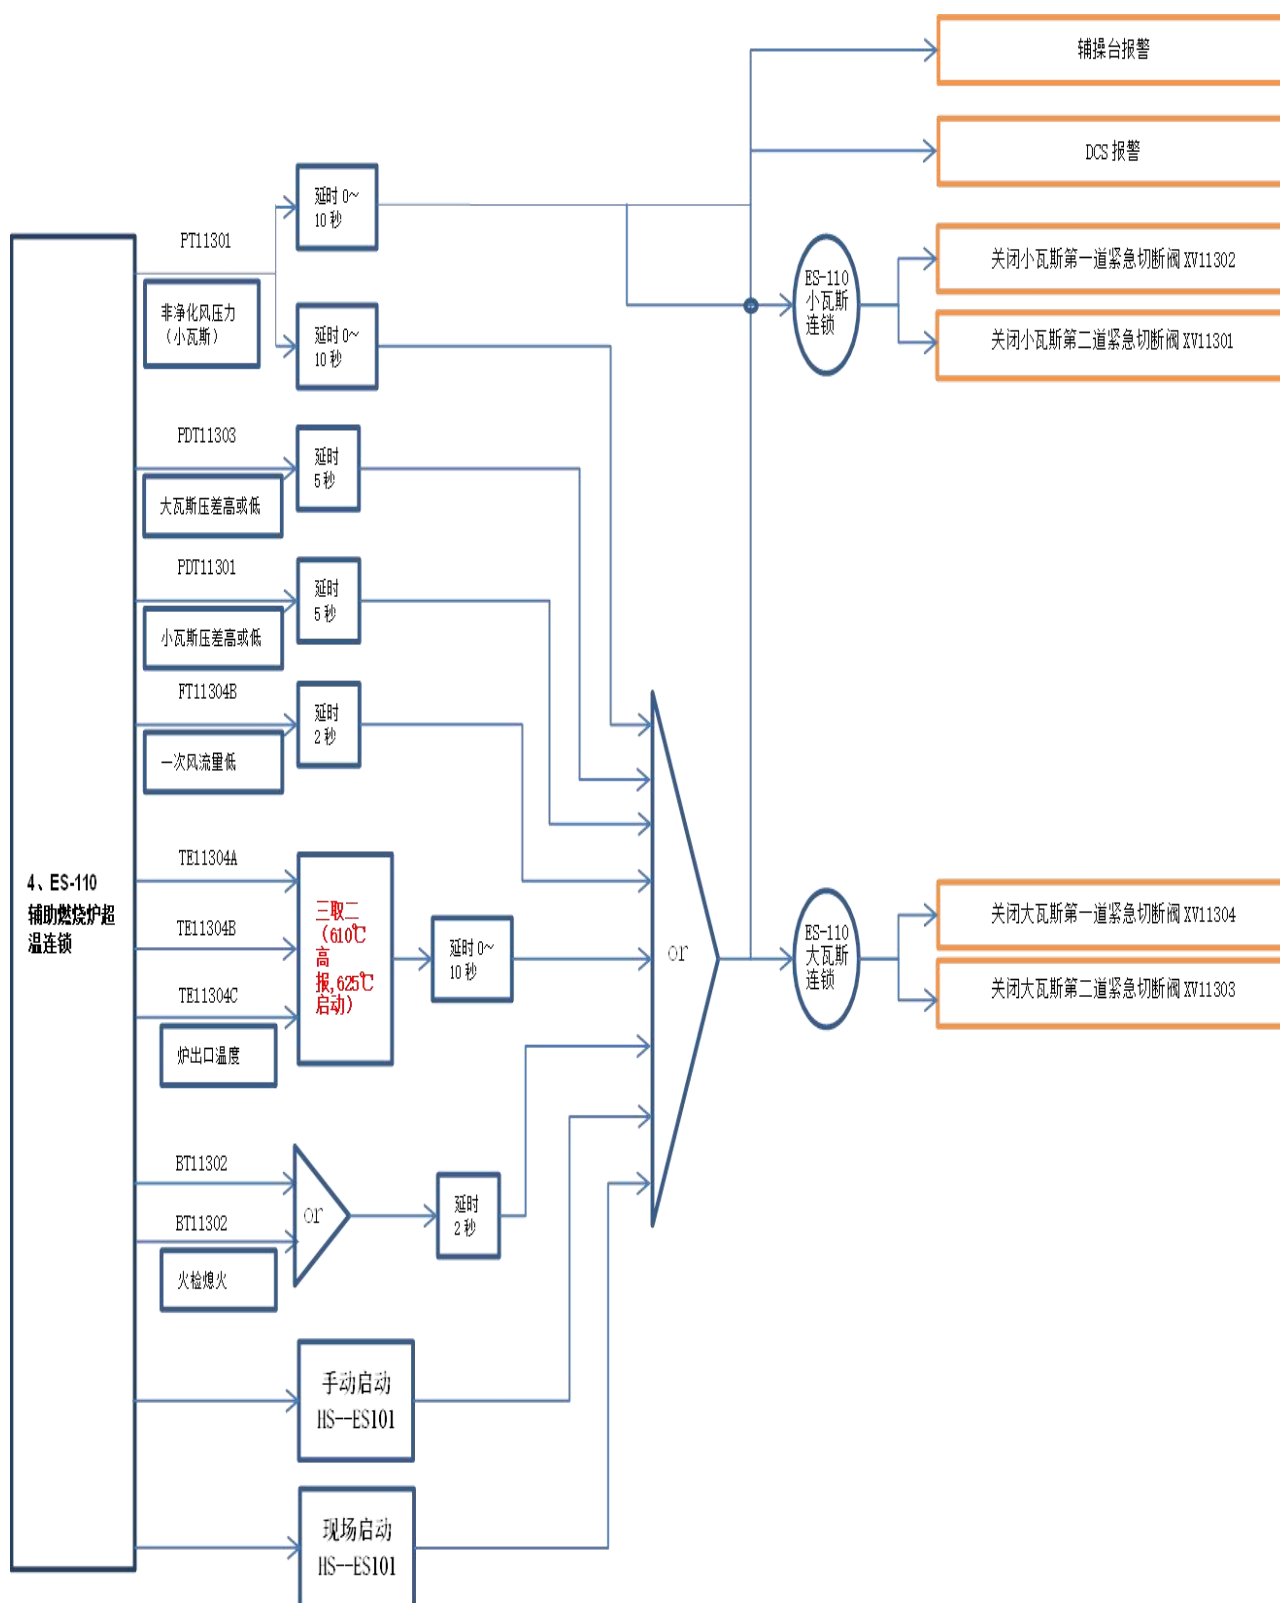 辅操台报警
DCS 报警
延时 0~
10 秒
PT11301
非净化风压力
（小瓦斯）
ES-110
小瓦斯
连锁
关闭小瓦斯第一道紧急切断阀 XV11302
关闭小瓦斯第二道紧急切断阀 XV11301
延时 0~
10 秒
PDT11303
延时
5 秒
大瓦斯压差高或低
PDT11301
延时
5 秒
小瓦斯压差高或低
FT11304B
延时
2 秒
一次风流量低
4、ES-110
辅助燃烧炉超
温连锁
TE11304A
TE11304B
TE11304C
炉出口温度
三取二
（610℃
高
报,625℃
启动）
延时 0~
10 秒
or
ES-110
大瓦斯
连锁
关闭大瓦斯第一道紧急切断阀 XV11304
关闭大瓦斯第二道紧急切断阀 XV11303
BT11302
BT11302
火检熄火
or
延时
2 秒
手动启动
HS--ES101
现场启动
HS--ES101